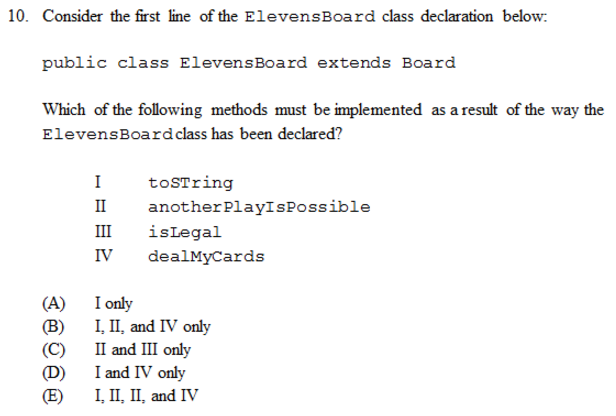 10. Consider the first line of the ElevensBoard class declaration below:
public class ElevensBoard extends Board
Which of the following methods must be implemented as a result of the way the
ElevensBoard class has been declared?
I toSTring
II anotherPlayIsPossible
III isLegal
IV dealMyCards
(A) I only
(B) I, II, and IV only
(C) II and III only
(D) I and IV only
(E) I, II, II, and IV